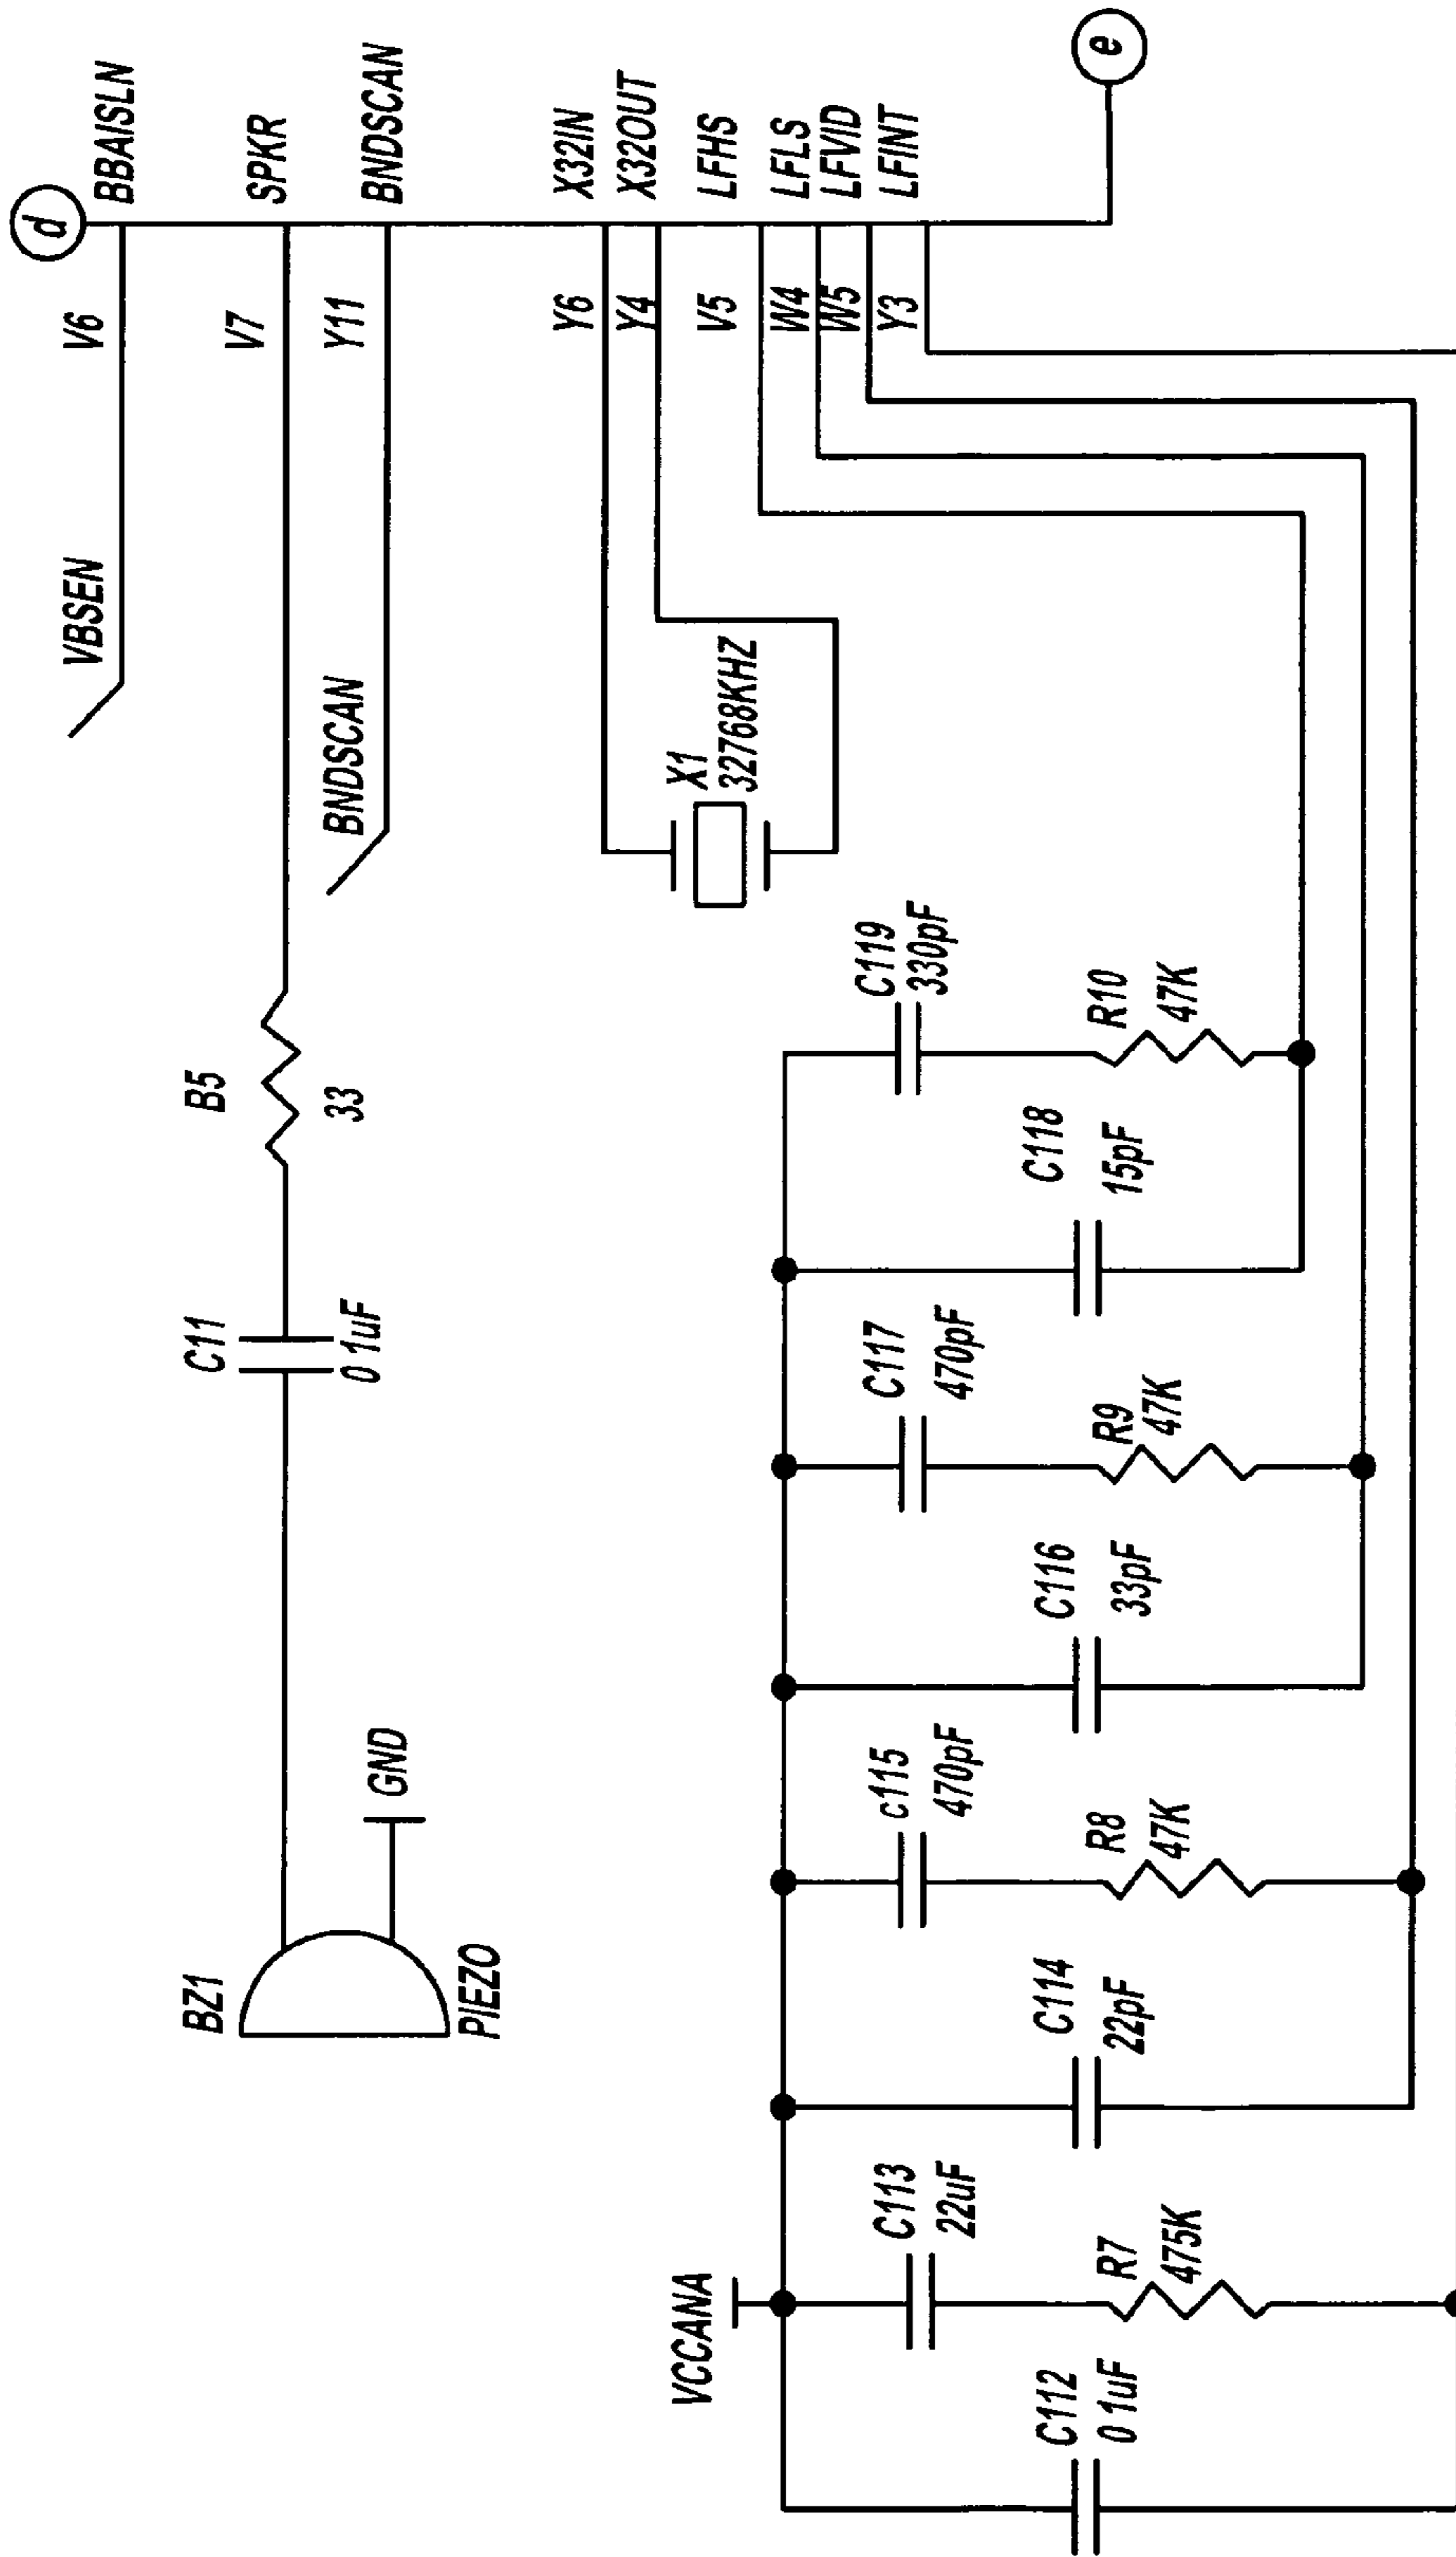 d
BBAISLN
V6
VBSEN
SPKR
V7
B5
33
C11
0 1uF
BZ1
PIEZO
GND
BNDSCAN
Y11
BNDSCAN
X32IN
Y6
X32OUT
Y4
X1
32768KHZ
LFHS
V5
LFLS
W4
LFVID
W5
LFINT
Y3
e
VCCANA
C112
0 1uF
C113
22uF
R7
475K
C114
22pF
c115
470pF
R8
47K
C116
33pF
C117
470pF
R9
47K
C118
15pF
C119
330pF
R10
47K